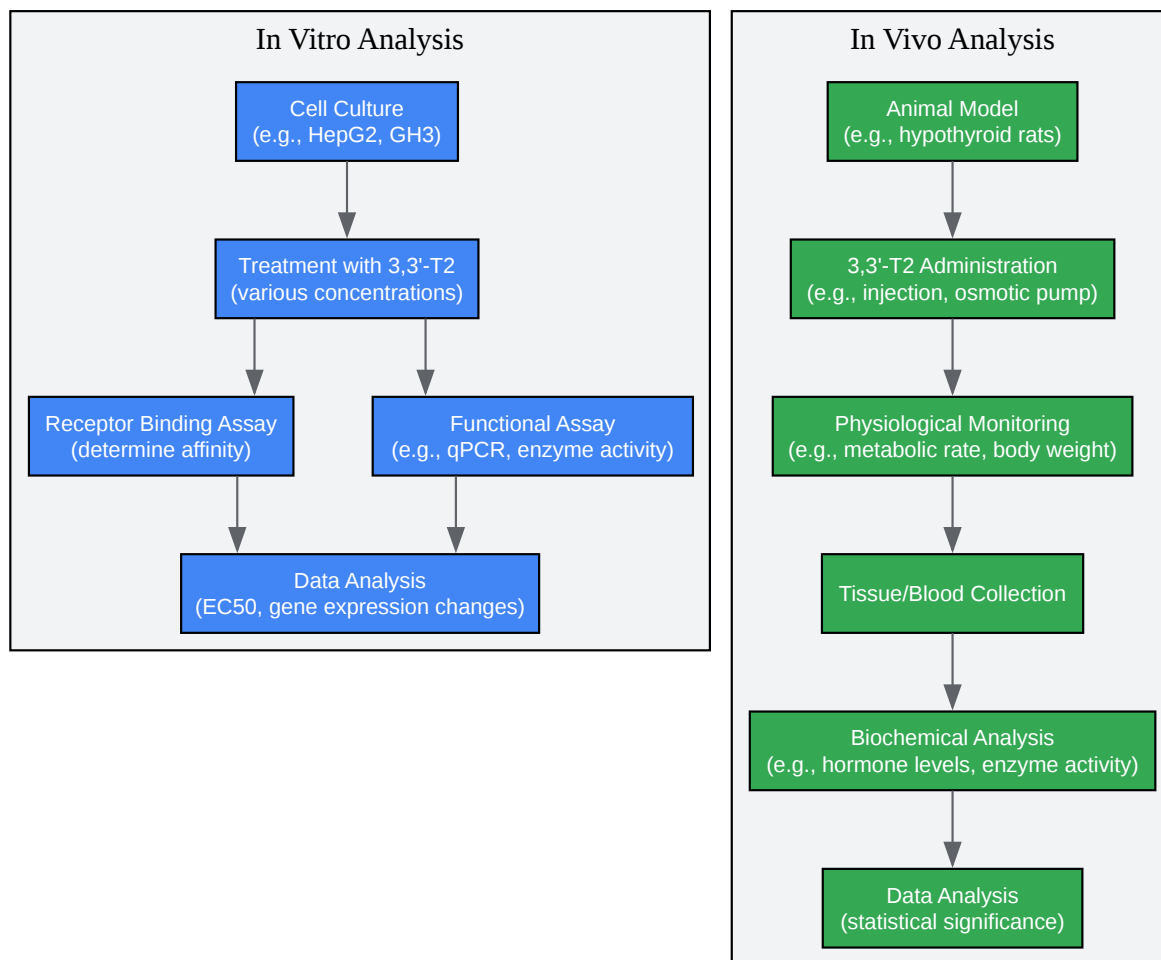 In Vitro Analysis
Cell Culture
(e.g., HepG2, GH3)
Treatment with 3,3'-T2
(various concentrations)
Receptor Binding Assay
(determine affinity)
Functional Assay
(e.g., qPCR, enzyme activity)
Data Analysis
(EC50, gene expression changes)
In Vivo Analysis
Animal Model
(e.g., hypothyroid rats)
3,3'-T2 Administration
(e.g., injection, osmotic pump)
Physiological Monitoring
(e.g., metabolic rate, body weight)
Tissue/Blood Collection
Biochemical Analysis
(e.g., hormone levels, enzyme activity)
Data Analysis
(statistical significance)